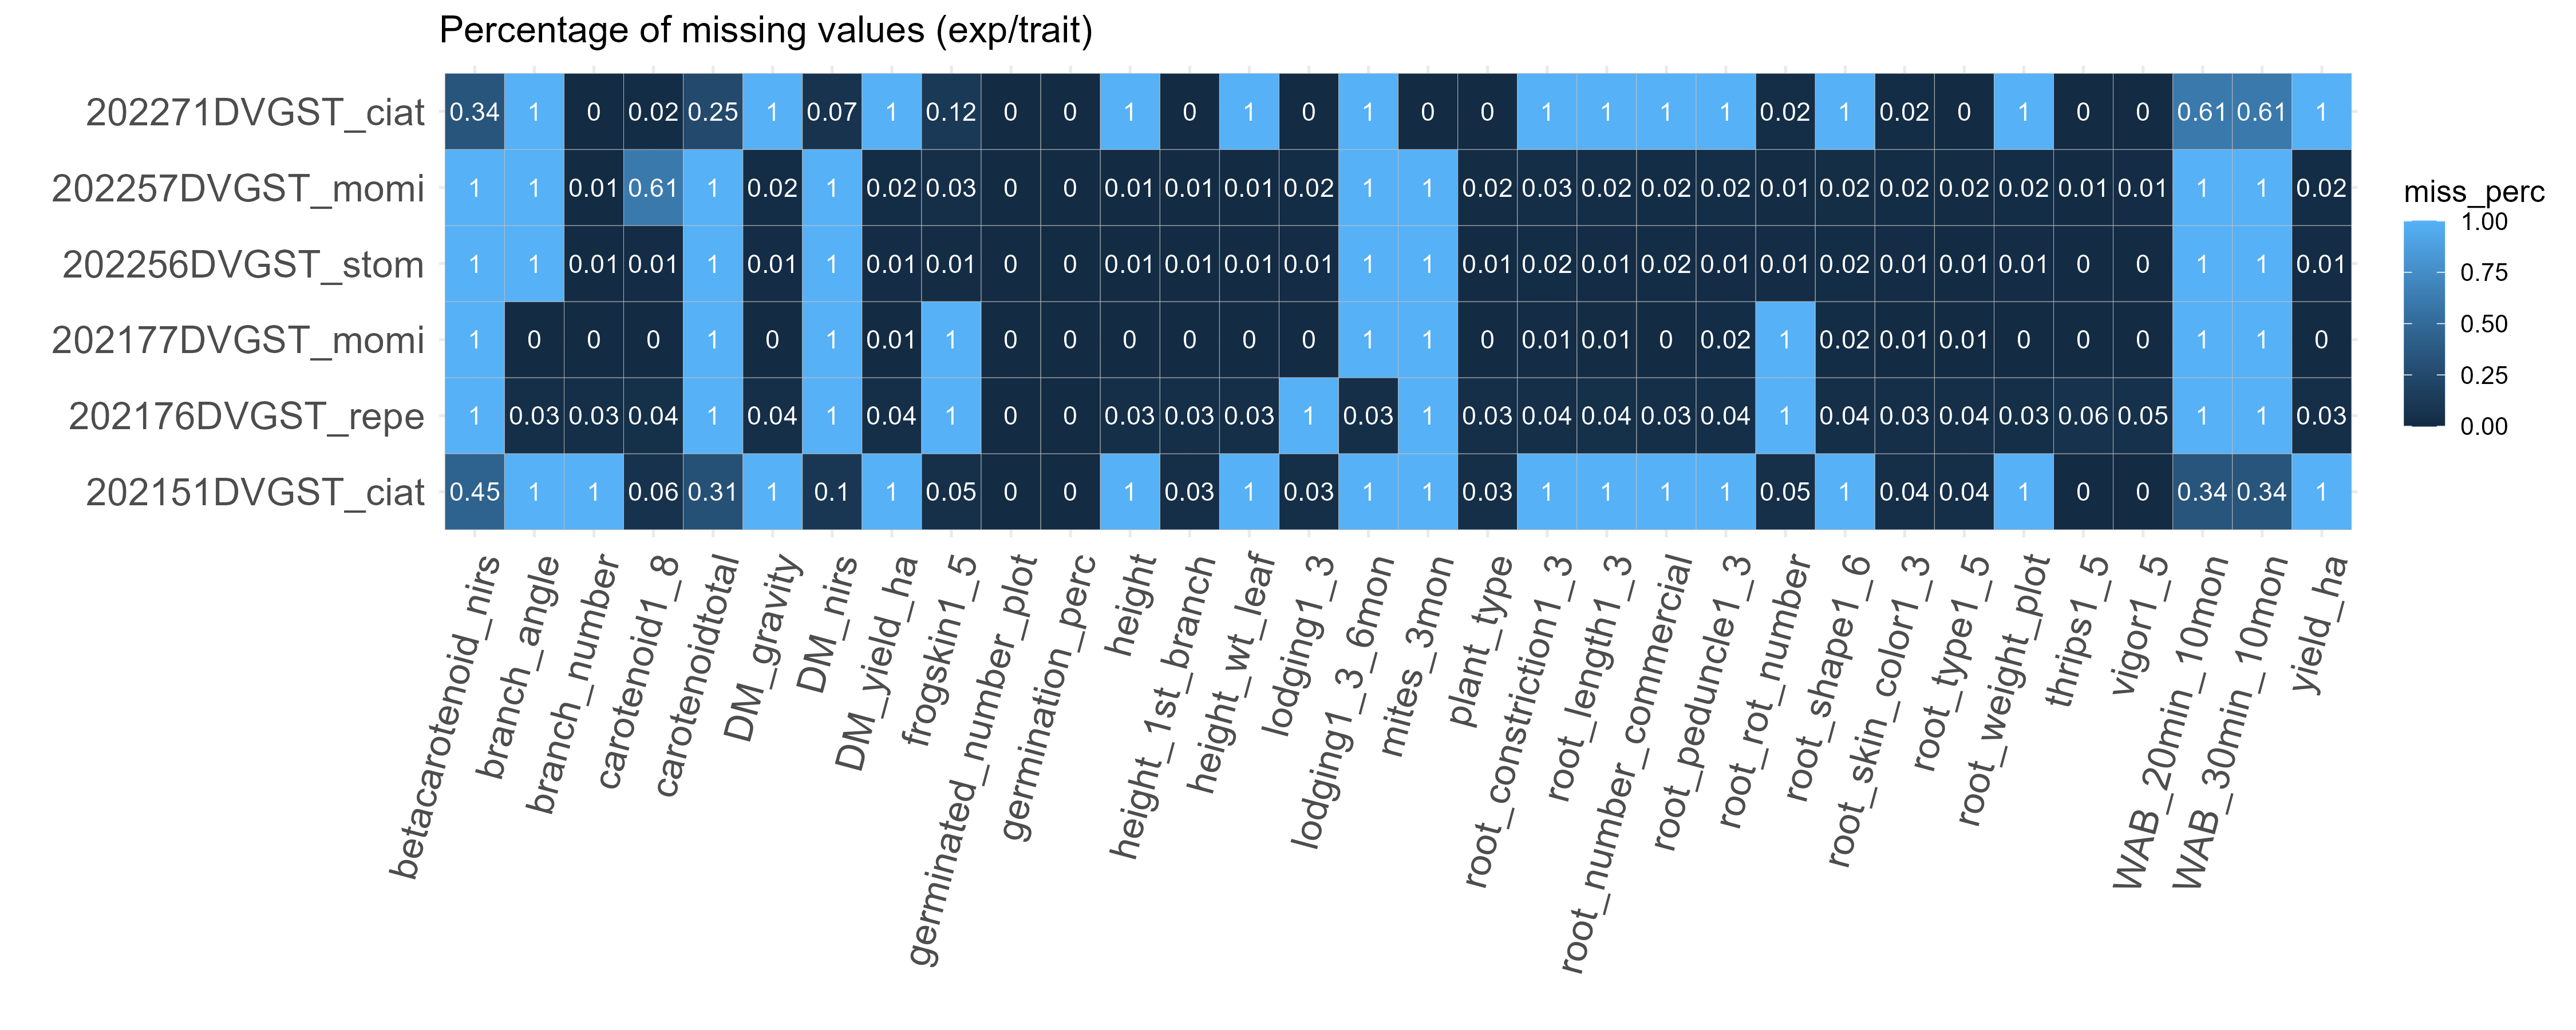 Percentage of missing values (exp/trait)
202271DVGST_ciat 0.34 1 0 0.02 0.25 1 0.07 1 0.12 0 0 1 0 1 0 1 0 0 1 1 1 1 0.02 1 0.02 0 1 0 0 0.61 0.61 1
202257DVGST_momi 1 1 0.01 0.61 1 0.02 1 0.02 0.03 0 0 0.01 0.01 0.01 0.02 1 1 0.02 0.03 0.02 0.02 0.02 0.01 0.02 0.02 0.02 0.02 0.01 0.01 1 1 0.02
202256DVGST_stom 1 1 0.01 0.01 1 0.01 1 0.01 0.01 0 0 0.01 0.01 0.01 0.01 1 1 0.01 0.02 0.01 0.02 0.01 0.01 0.02 0.01 0.01 0.01 0 0 1 1 0.01
202177DVGST_momi 1 0 0 0 1 0 1 0.01 1 0 0 0 0 0 0 1 1 0 0.01 0.01 0 0.02 1 0.02 0.01 0.01 0 0 0 1 1 0
202176DVGST_repe 1 0.03 0.03 0.04 1 0.04 1 0.04 1 0 0 0.03 0.03 0.03 1 0.03 1 0.03 0.04 0.04 0.03 0.04 1 0.04 0.03 0.04 0.03 0.06 0.05 1 1 0.03
202151DVGST_ciat 0.45 1 1 0.06 0.31 1 0.1 1 0.05 0 0 1 0.03 1 0.03 1 1 0.03 1 1 1 1 0.05 1 0.04 0.04 1 0 0 0.34 0.34 1
betacarotenoid_nirs
branch_angle
branch_number
carotenoid1_8
carotenoidtotal
DM_gravity
DM_nirs
DM_yield_ha
frogskin1_5
germinated_number_plot
germination_perc
height
height_1st_branch
height_wt_leaf
lodging1_3
lodging1_3_6mon
mites_3mon
plant_type
root_constriction1_3
root_length1_3
root_number_commercial
root_peduncle1_3
root_rot_number
root_shape1_6
root_skin_color1_3
root_type1_5
root_weight_plot
thrips1_5
vigor1_5
WAB_20min_10mon
WAB_30min_10mon
yield_ha
miss_perc
1.00
0.75
0.50
0.25
0.00